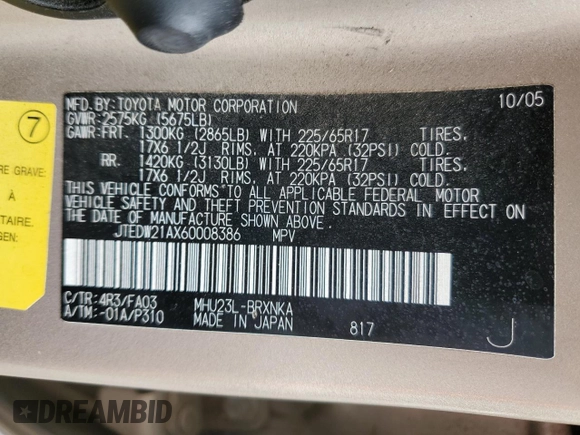 MFD. BY: TOYOTA MOTOR CORPORATION 10/05
GVWR: 2575KG (5675LB)
GAWR: FRT. 1300KG (2865LB) WITH 225/65R17 TIRES,
17X6 1/2J RIMS, AT 220KPA (32PSI) COLD.
RR. 1420KG (3130LB) WITH 225/65R17 TIRES,
17X6 1/2J RIMS, AT 220KPA (32PSI) COLD.
THIS VEHICLE CONFORMS TO ALL APPLICABLE FEDERAL MOTOR
VEHICLE SAFETY AND THEFT PREVENTION STANDARDS IN EFFECT ON
THE DATE OF MANUFACTURE SHOWN ABOVE.
JTEDW21AX60008386 MPV
C/TR: 4R3/FA03 MHU23L-BRXNKA
A/TM: -01A/P310 MADE IN JAPAN 817 J
7
RE GRAVE:
À
TAIRE.
GEN:
DREAMBID